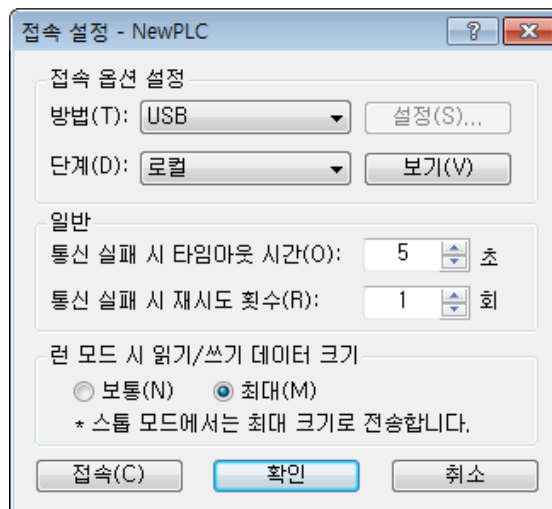 접속 설정 - NewPLC
접속 옵션 설정
방법(T): USB 설정(S)...
단계(D): 로컬 보기(V)
일반
통신 실패 시 타임아웃 시간(O): 5 초
통신 실패 시 재시도 횟수(R): 1 회
런 모드 시 읽기/쓰기 데이터 크기
보통(N) 최대(M)
* 스톱 모드에서는 최대 크기로 전송합니다.
접속(C) 확인 취소